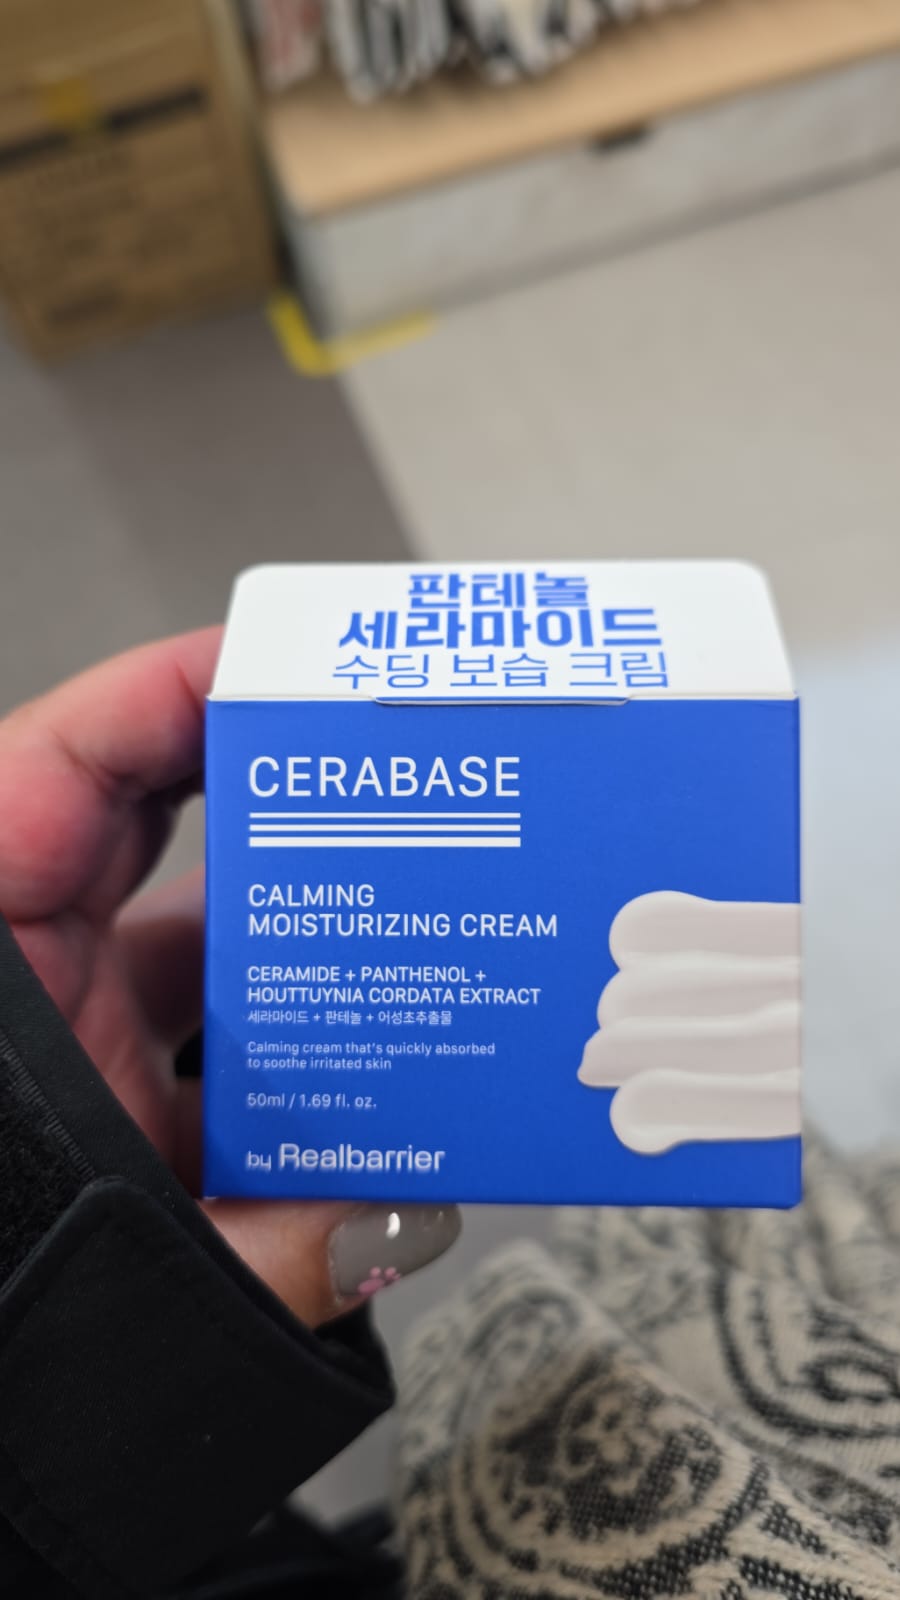 판테놀
세라마이드
수딩 보습 크림
CERABASE
CALMING
MOISTURIZING CREAM
CERAMIDE + PANTHENOL +
HOUTTUYNIA CORDATA EXTRACT
세라마이드 + 판테놀 + 어성초추출물
Calming cream that's quickly absorbed
to soothe irritated skin
50ml / 1.69 fl. oz.
by Realbarrier